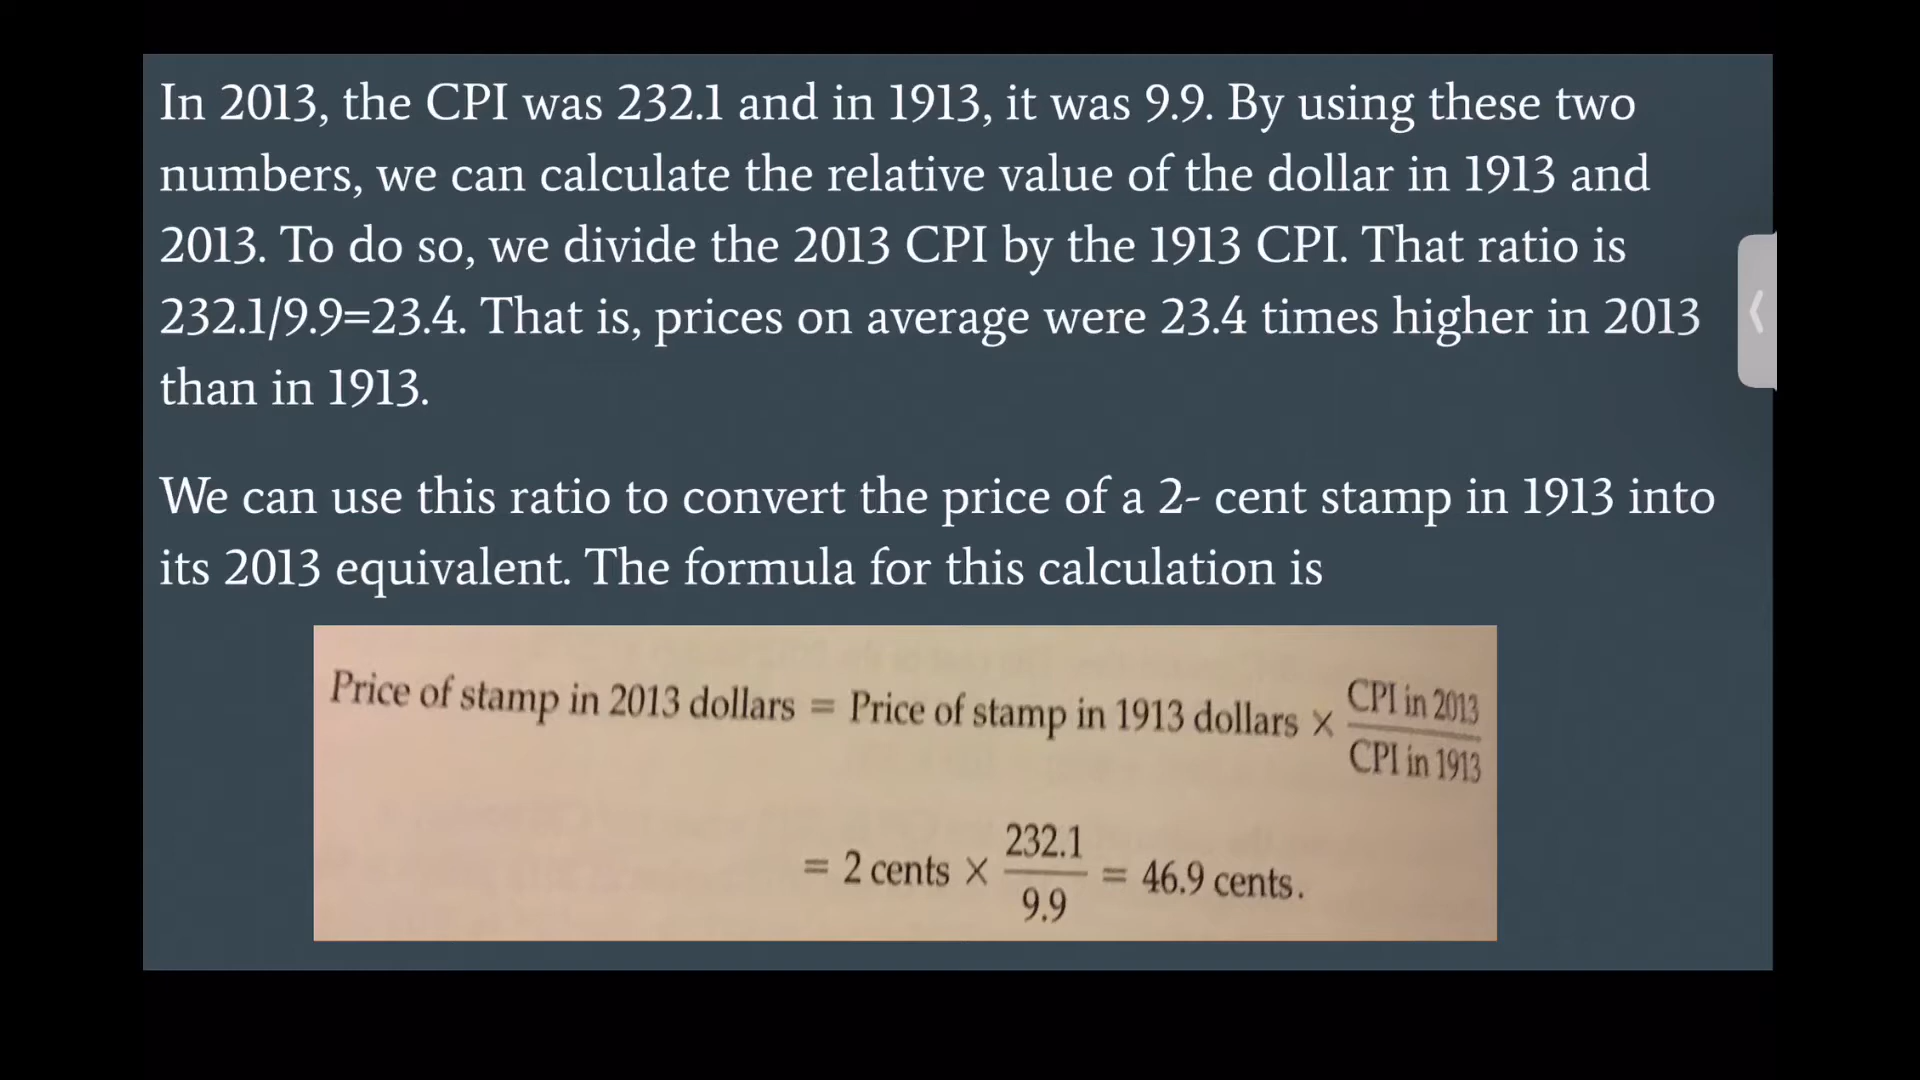 In 2013, the CPI was 232.1 and in 1913, it was 9.9. By using these two
numbers, we can calculate the relative value of the dollar in 1913 and
2013. To do so, we divide the 2013 CPI by the 1913 CPI. That ratio is
232.1/9.9=23.4. That is, prices on average were 23.4 times higher in 2013
than in 1913.
We can use this ratio to convert the price of a 2- cent stamp in 1913 into
its 2013 equivalent. The formula for this calculation is
Price of stamp in 2013 dollars = Price of stamp in 1913 dollars × CPI in 2013
CPI in 1913
= 2 cents × 232.1 = 46.9 cents.
9.9